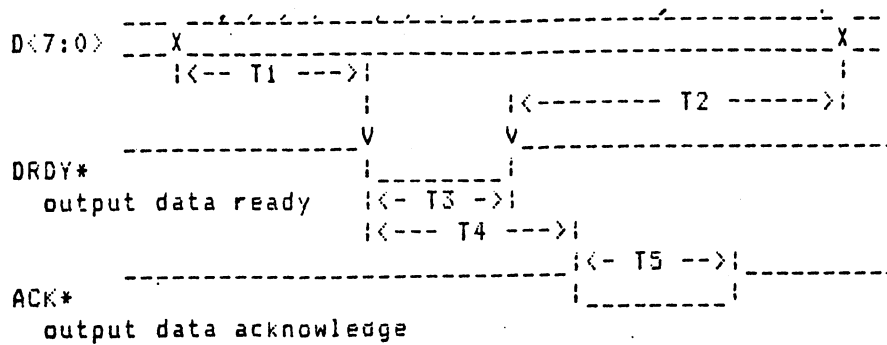 D<7:0>
X X
|<-- T1 --->|
|<-------- T2 ------>|
V V
DRDY*
output data ready
|<- T3 ->|
|<--- T4 --->|
|<- T5 -->|
ACK*
output data acknowledge